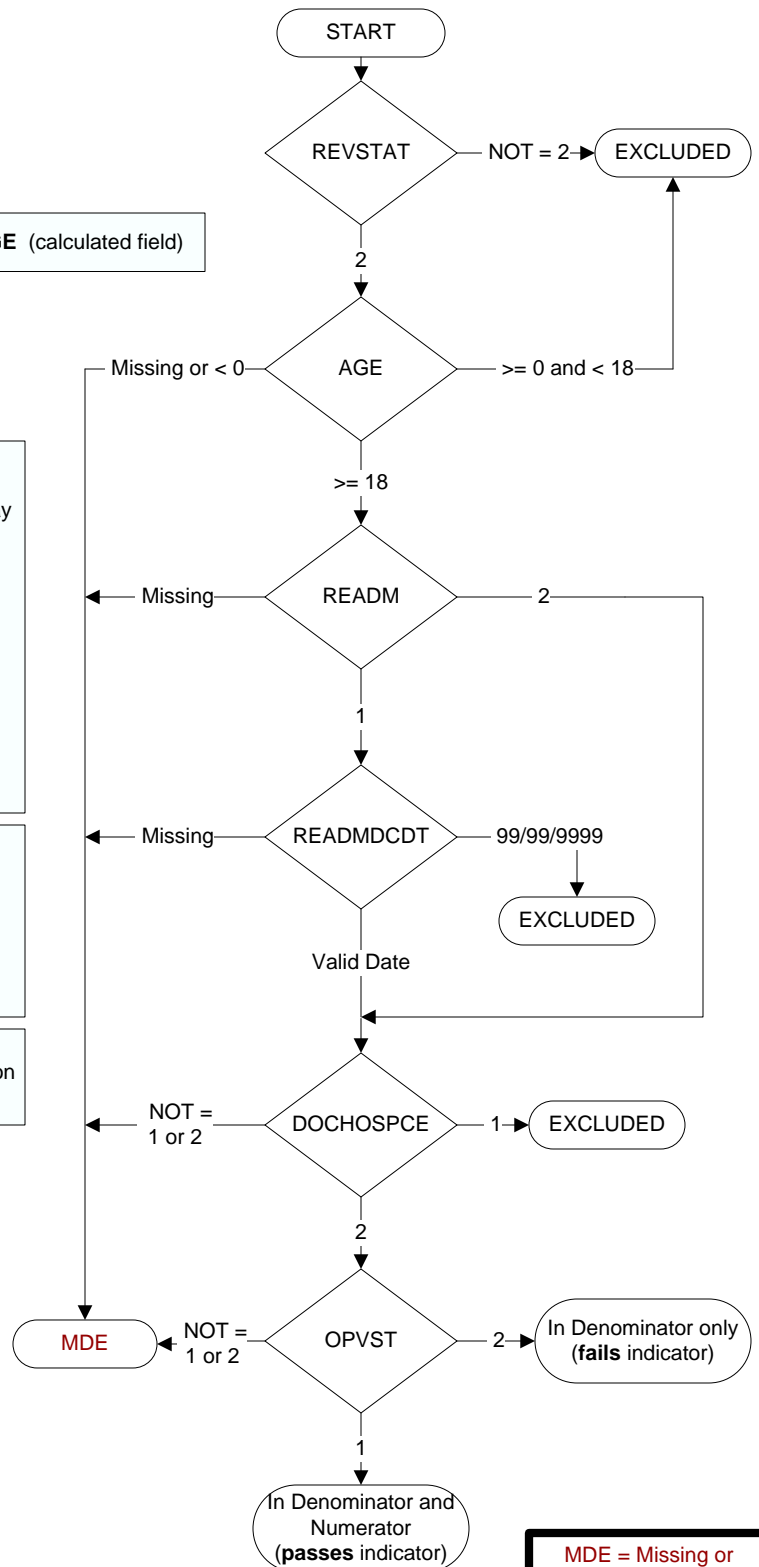 START
REVSTAT
NOT = 2
EXCLUDED
(calculated field)
2
Missing or < 0
AGE
>= 0 and < 18
>= 18
Missing
READM
2
1
Missing
READMDCDT
99/99/9999
EXCLUDED
Valid Date
NOT =
1 or 2
DOCHOSPCE
1
EXCLUDED
2
MDE
NOT =
1 or 2
OPVST
2
In Denominator only
(fails indicator)
1
In Denominator and
Numerator
(passes indicator)
MDE = Missing or